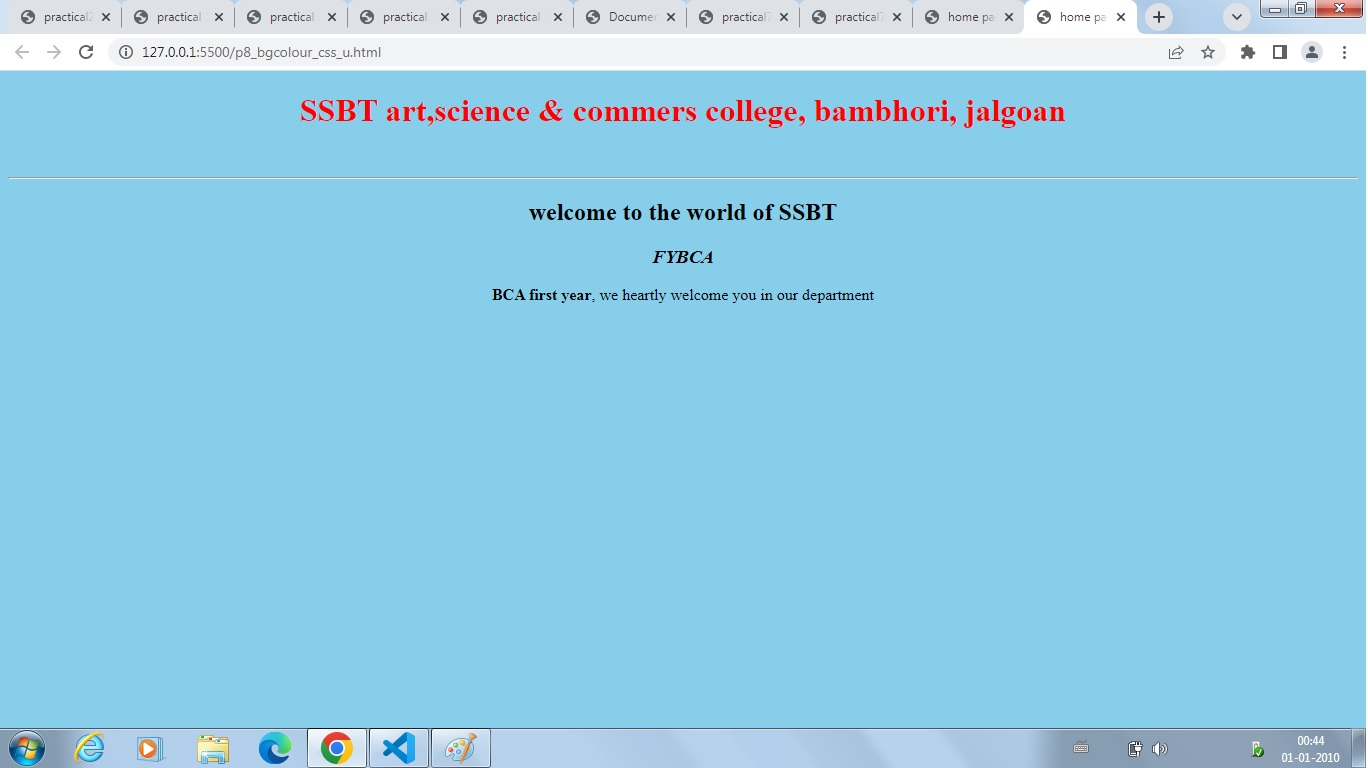 practical2
practical
practical
practical
practical
Documen
practical7
practical7
home pa
home pa
127.0.0.1:5500/p8_bgcolour_css_u.html
SSBT art,science & commers college, bambhori, jalgoan
welcome to the world of SSBT
FYBCA
BCA first year, we heartly welcome you in our department
00:44
01-01-2010